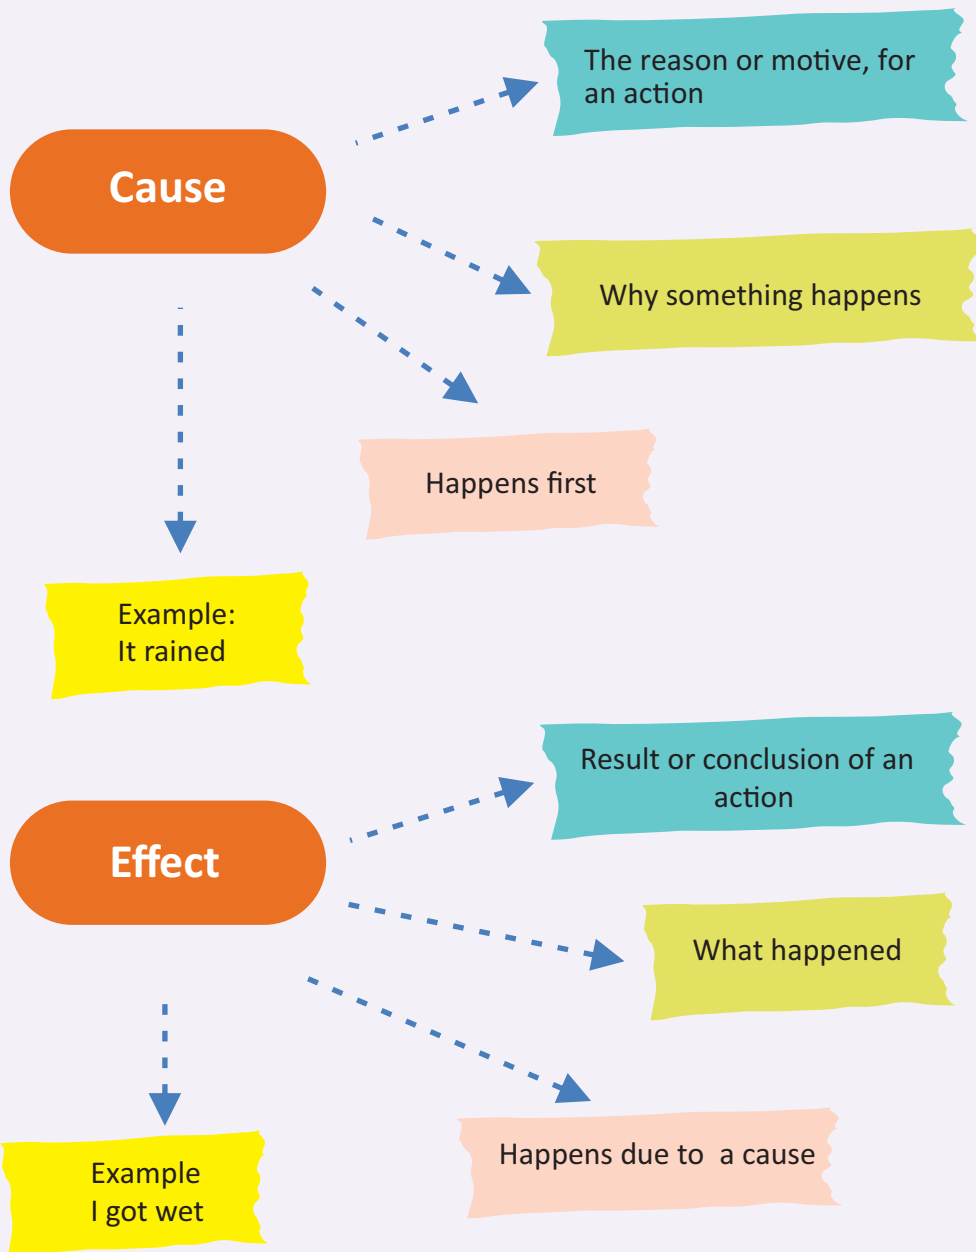 The reason or motive, for
an action
Cause
Why something happens
Happens first
Example:
It rained
Result or conclusion of an
action
Effect
What happened
Happens due to  a cause
Example
I got wet